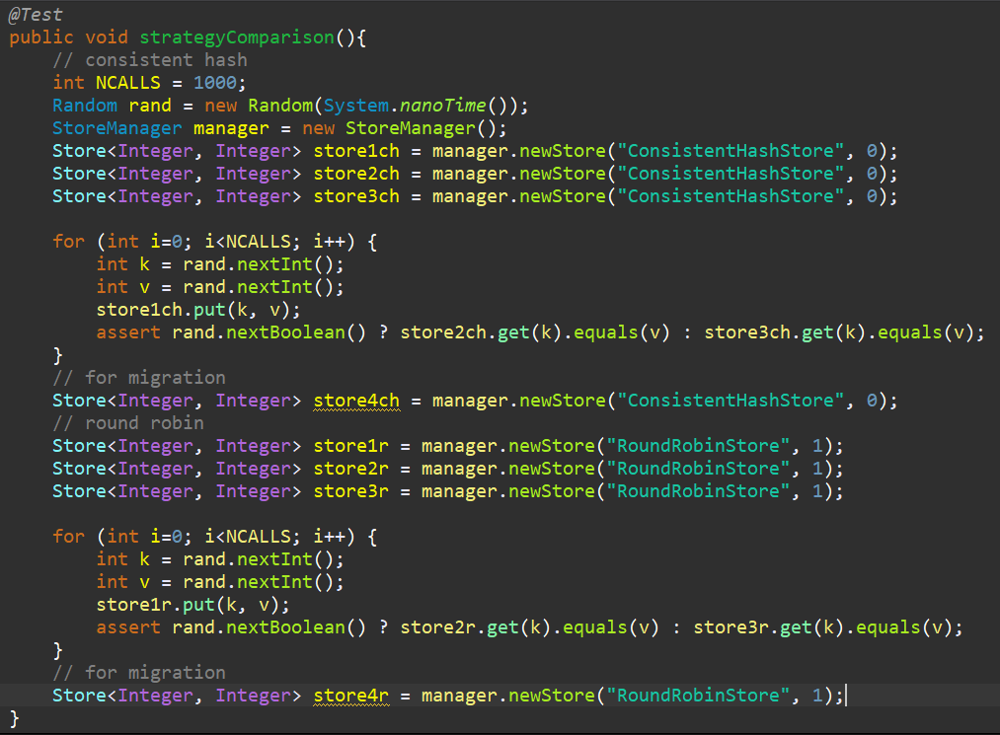 @Test
public void strategyComparison(){
    // consistent hash
    int NCALLS = 1000;
    Random rand = new Random(System.nanoTime());
    StoreManager manager = new StoreManager();
    Store<Integer, Integer> store1ch = manager.newStore("ConsistentHashStore", 0);
    Store<Integer, Integer> store2ch = manager.newStore("ConsistentHashStore", 0);
    Store<Integer, Integer> store3ch = manager.newStore("ConsistentHashStore", 0);

    for (int i=0; i<NCALLS; i++) {
        int k = rand.nextInt();
        int v = rand.nextInt();
        store1ch.put(k, v);
        assert rand.nextBoolean() ? store2ch.get(k).equals(v) : store3ch.get(k).equals(v);
    }
    // for migration
    Store<Integer, Integer> store4ch = manager.newStore("ConsistentHashStore", 0);
    // round robin
    Store<Integer, Integer> store1r = manager.newStore("RoundRobinStore", 1);
    Store<Integer, Integer> store2r = manager.newStore("RoundRobinStore", 1);
    Store<Integer, Integer> store3r = manager.newStore("RoundRobinStore", 1);

    for (int i=0; i<NCALLS; i++) {
        int k = rand.nextInt();
        int v = rand.nextInt();
        store1r.put(k, v);
        assert rand.nextBoolean() ? store2r.get(k).equals(v) : store3r.get(k).equals(v);
    }
    // for migration
    Store<Integer, Integer> store4r = manager.newStore("RoundRobinStore", 1);
}